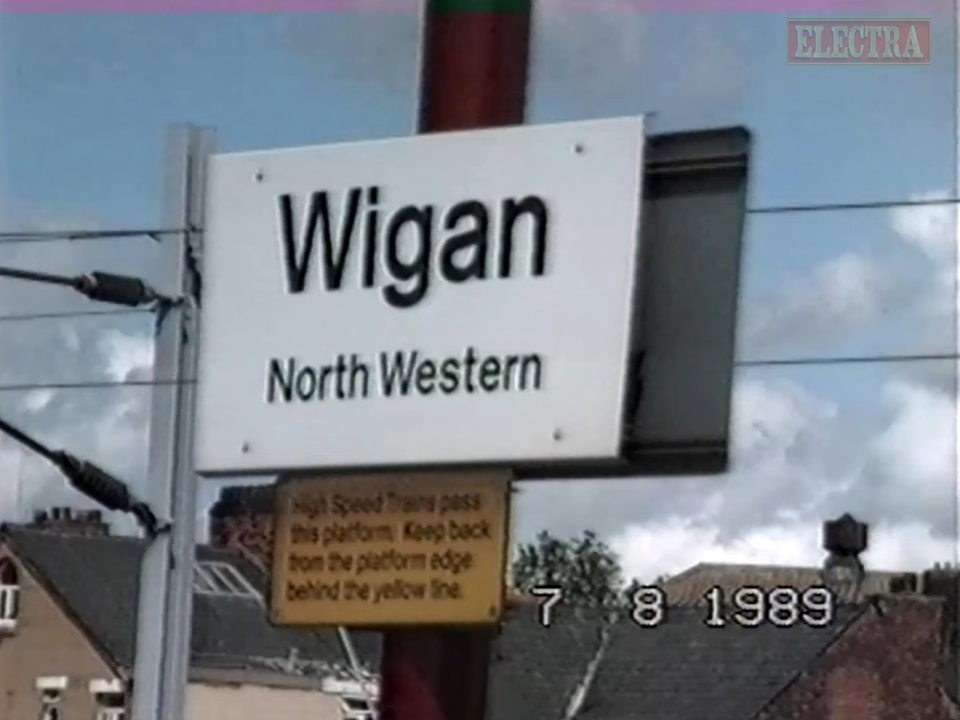 ELECTRA
Wigan
North Western
High Speed Trains pass
this platform. Keep back
from the platform edge
behind the yellow line.
7 8 1989